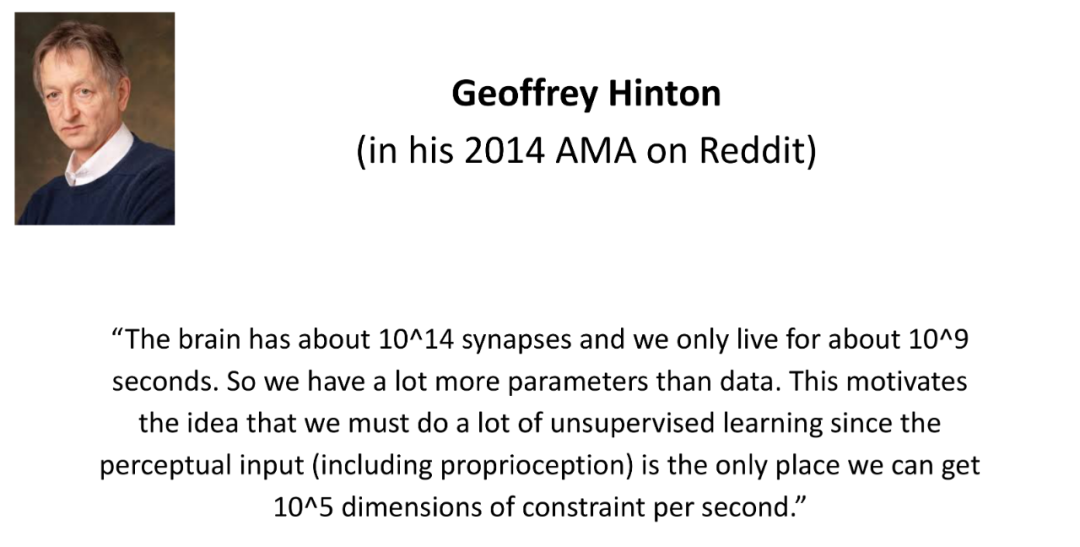 Geoffrey Hinton
(in his 2014 AMA on Reddit)
“The brain has about 10^14 synapses and we only live for about 10^9
seconds. So we have a lot more parameters than data. This motivates
the idea that we must do a lot of unsupervised learning since the
perceptual input (including proprioception) is the only place we can get
10^5 dimensions of constraint per second.”